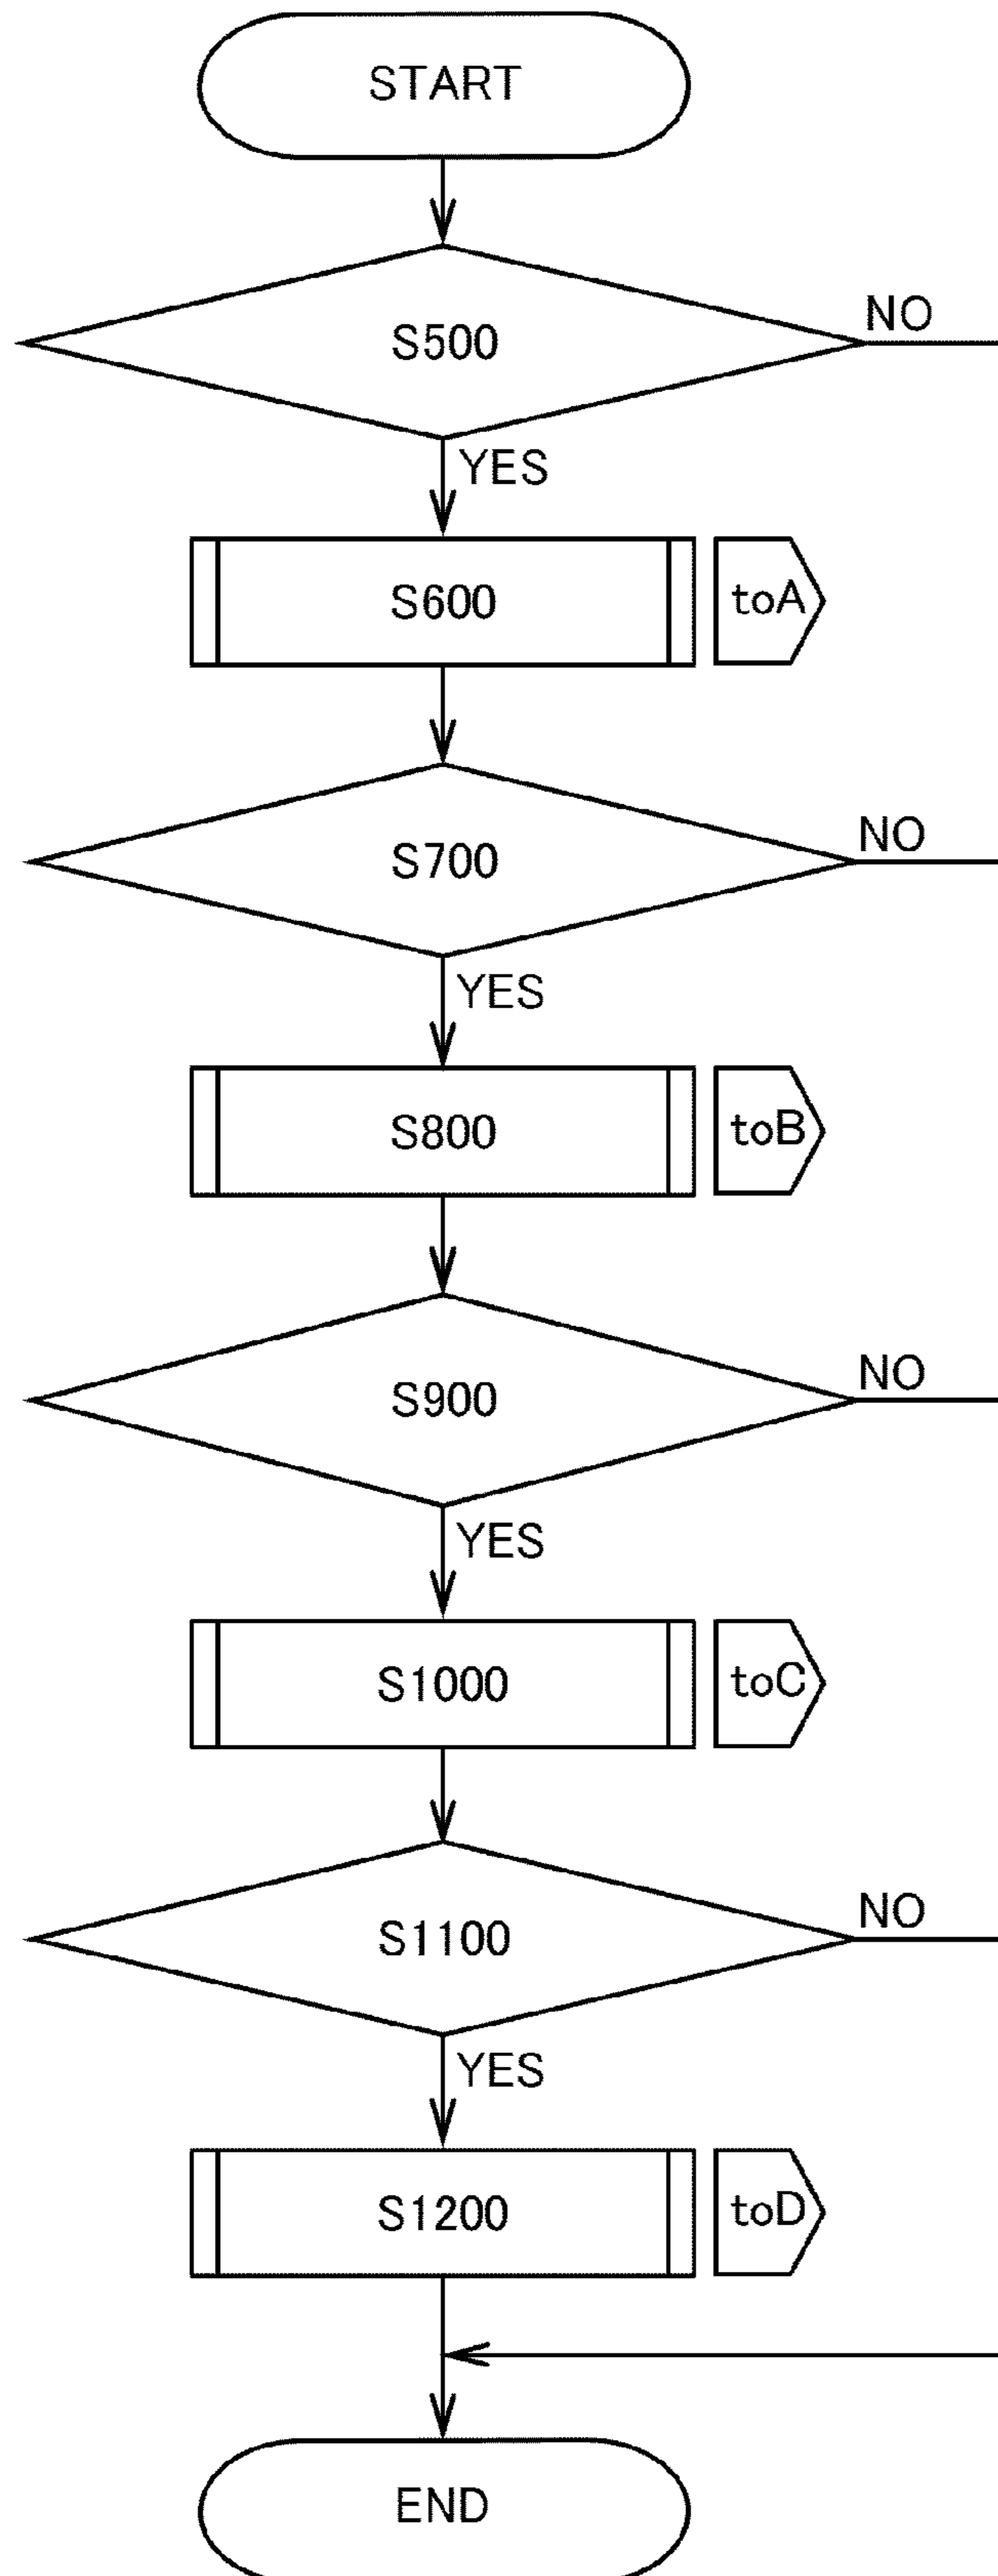 START
S500
NO
YES
S600
toA
S700
NO
YES
S800
toB
S900
NO
YES
S1000
toC
S1100
NO
YES
S1200
toD
END